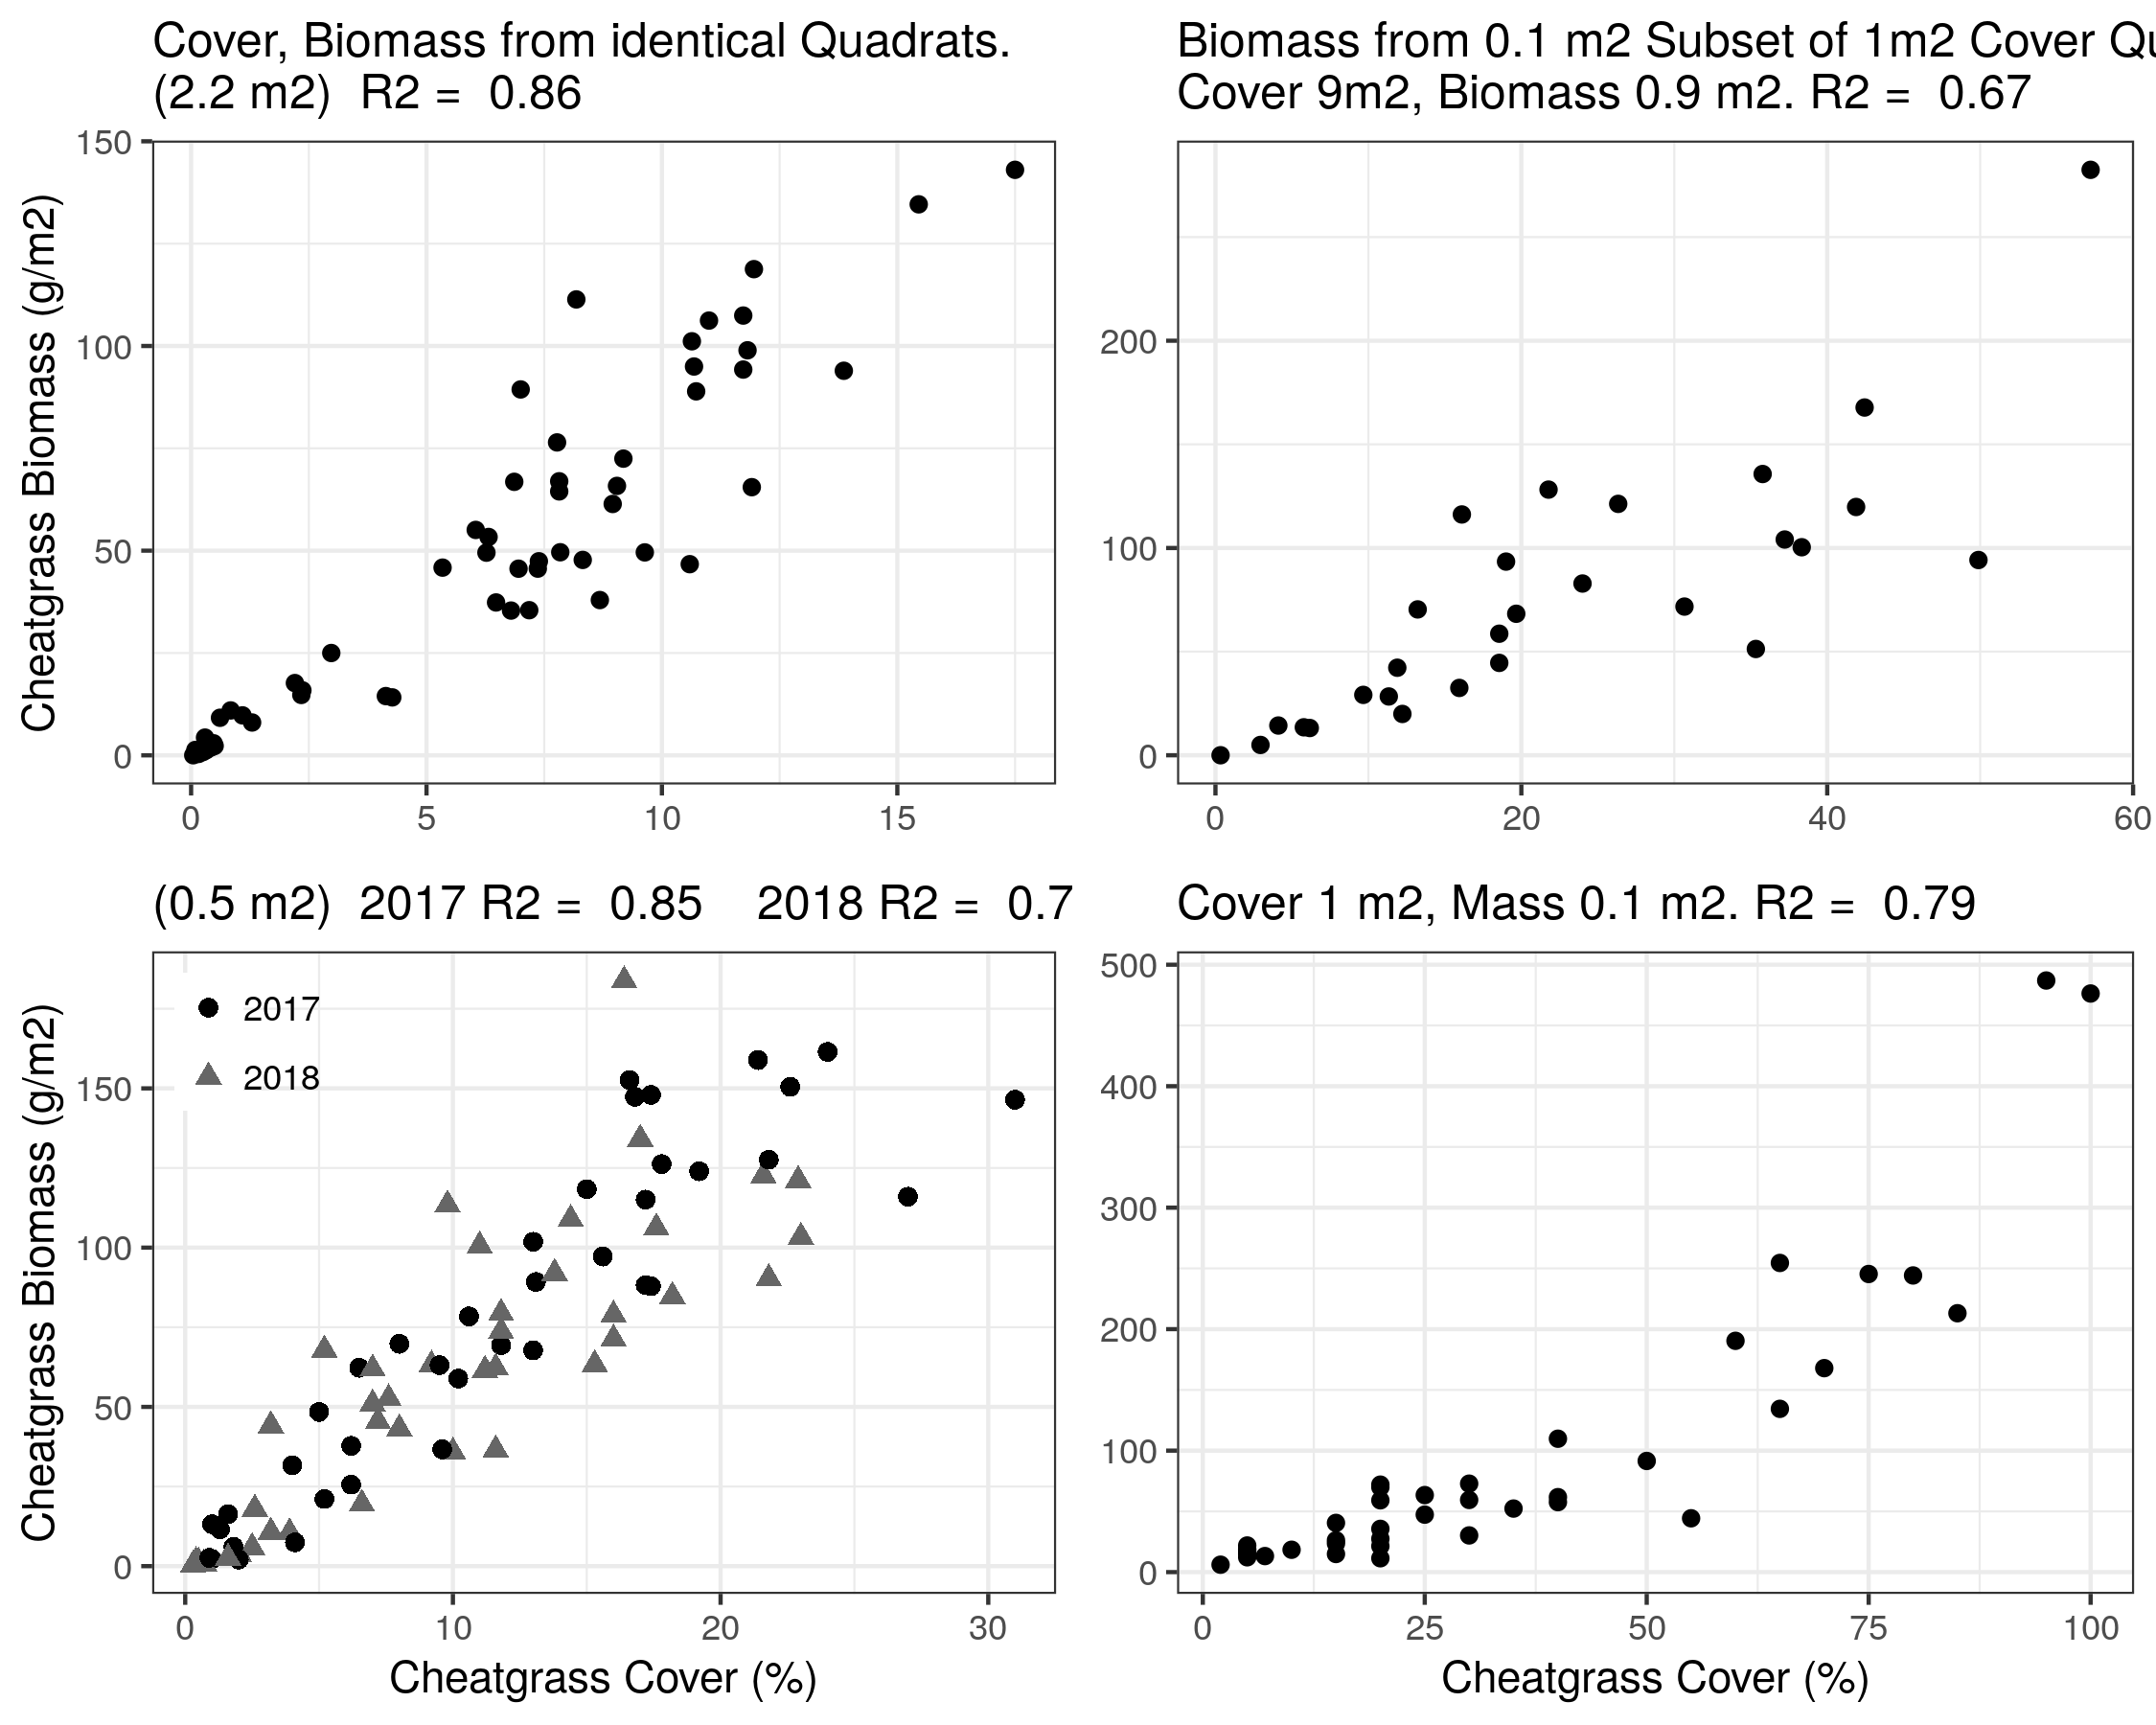 Cover, Biomass from identical Quadrats.
(2.2 m2)  R2 =  0.86
Cheatgrass Biomass (g/m2)
150
100
50
0
0 5 10 15
Biomass from 0.1 m2 Subset of 1m2 Cover
Cover 9m2, Biomass 0.9 m2. R2 =  0.67
200
100
0
0 20 40 60
(0.5 m2)  2017 R2 =  0.85    2018 R2 =  0.7
Cheatgrass Biomass (g/m2)
2017
2018
150
100
50
0
0 10 20 30
Cheatgrass Cover (%)
Cover 1 m2, Mass 0.1 m2. R2 =  0.79
500
400
300
200
100
0
0 25 50 75 100
Cheatgrass Cover (%)